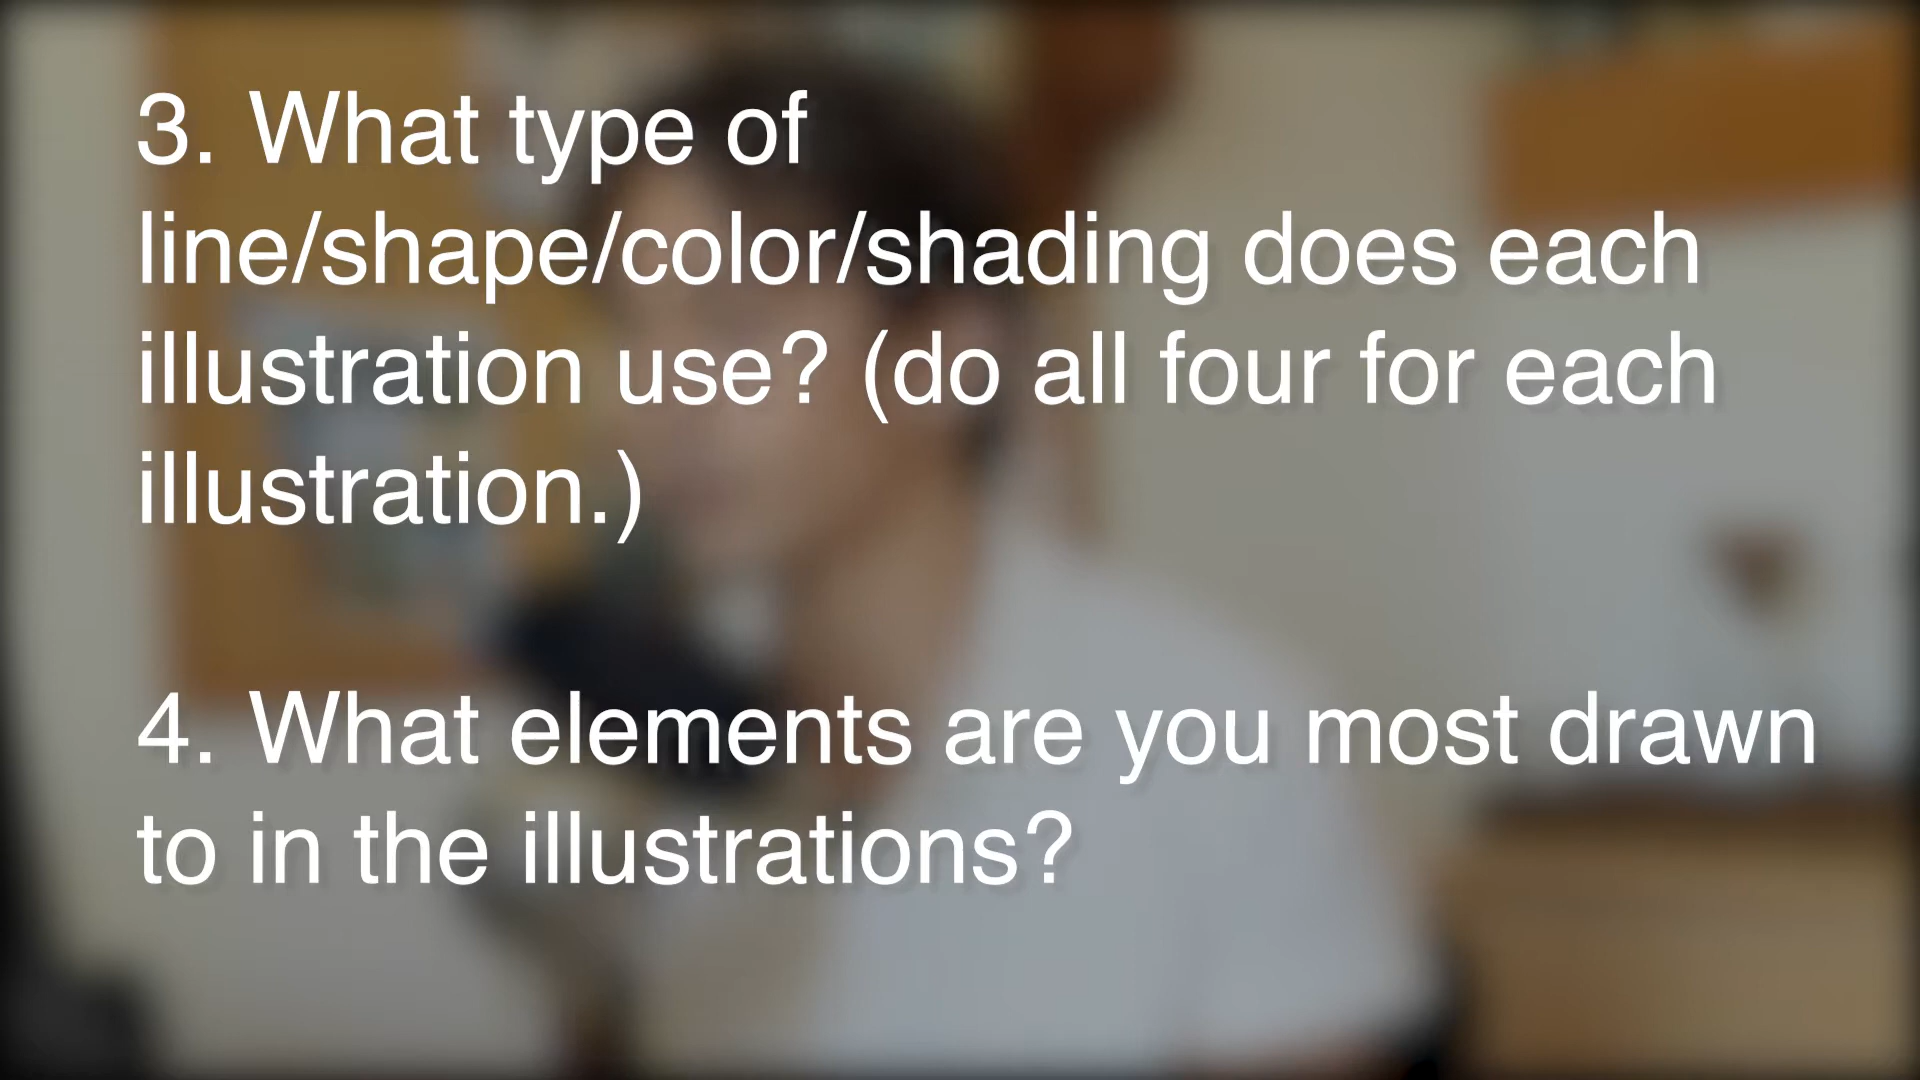 3. What type of
line/shape/color/shading does each
illustration use? (do all four for each
illustration.)
4. What elements are you most drawn
to in the illustrations?